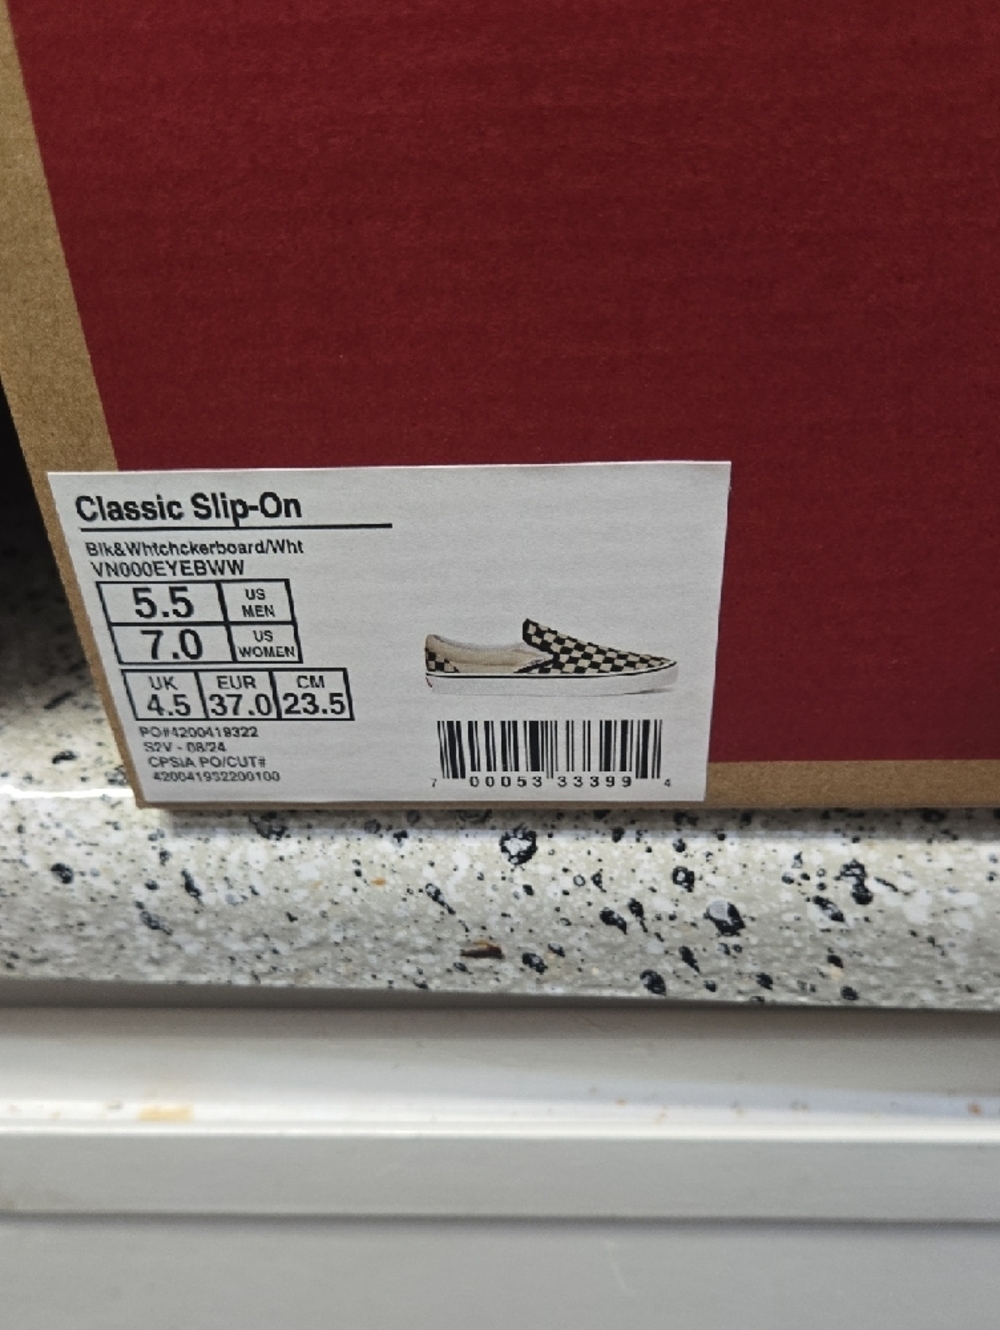 Classic Slip-On
Blk&Whtchckerboard/Wht
VN000EYEBWW
5.5 US MEN
7.0 US WOMEN
UK EUR CM
4.5 37.0 23.5
PO#4200419322
S2V - 08/24
CPSIA PO/CUT#
420041932200100
7 00053 33399 4